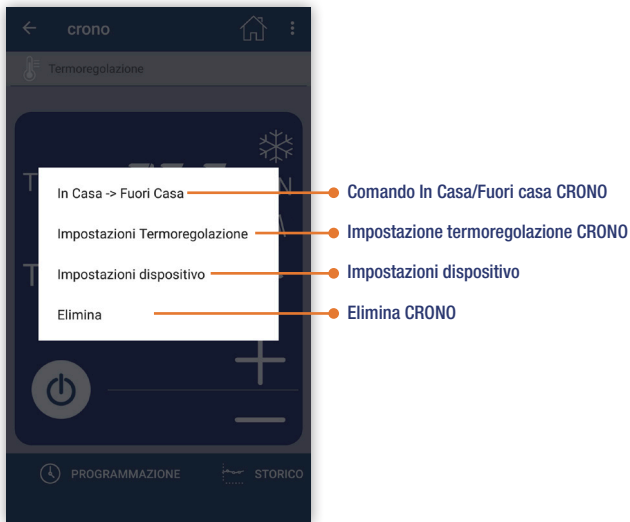 crono
Termoregolazione
In Casa -> Fuori Casa
Comando In Casa/Fuori casa CRONO
Impostazioni Termoregolazione
Impostazione termoregolazione CRONO
Impostazioni dispositivo
Impostazioni dispositivo
Elimina
Elimina CRONO
PROGRAMMAZIONE
STORICO